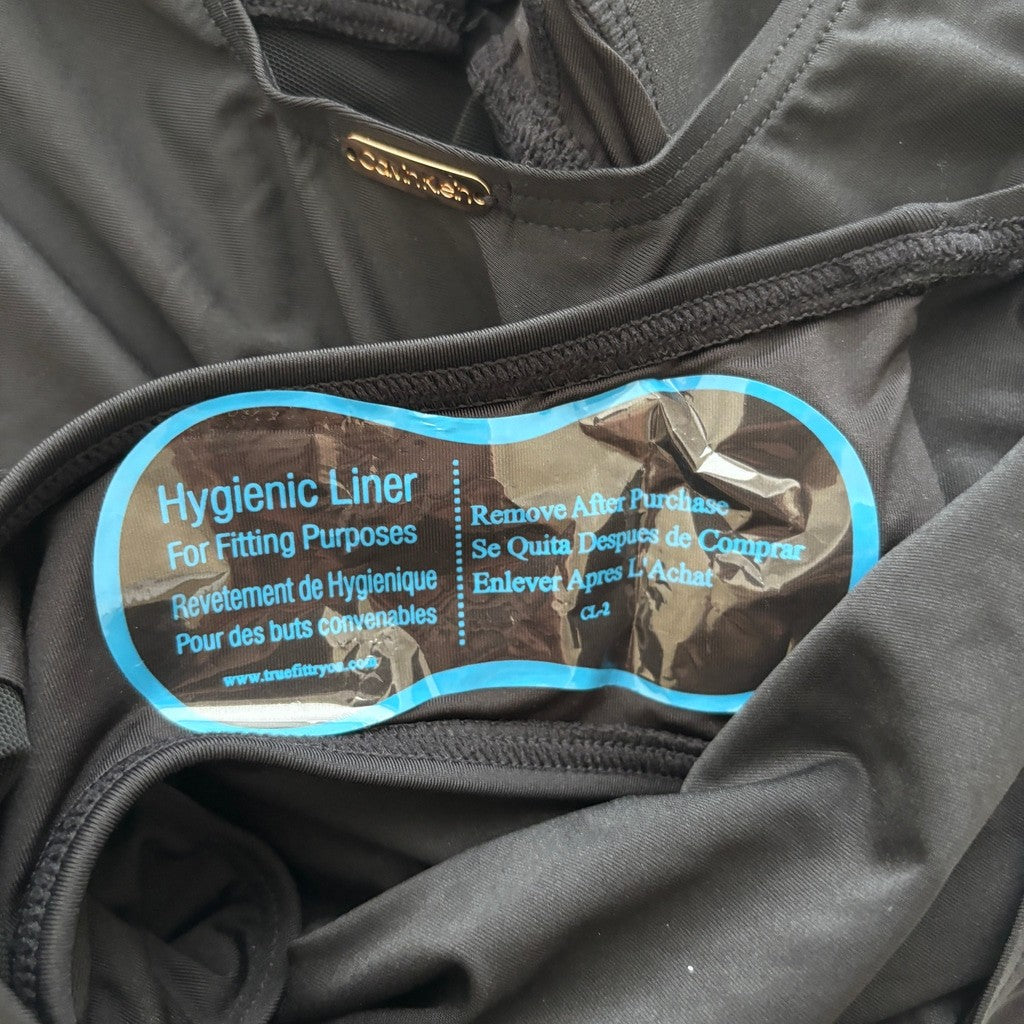 Calvin Klein
Hygienic Liner
For Fitting Purposes
Revetement de Hygienique
Pour des buts convenables
www.truefittryon.com
Remove After Purchase
Se Quita Despues de Comprar
Enlever Apres L'Achat
CL-2